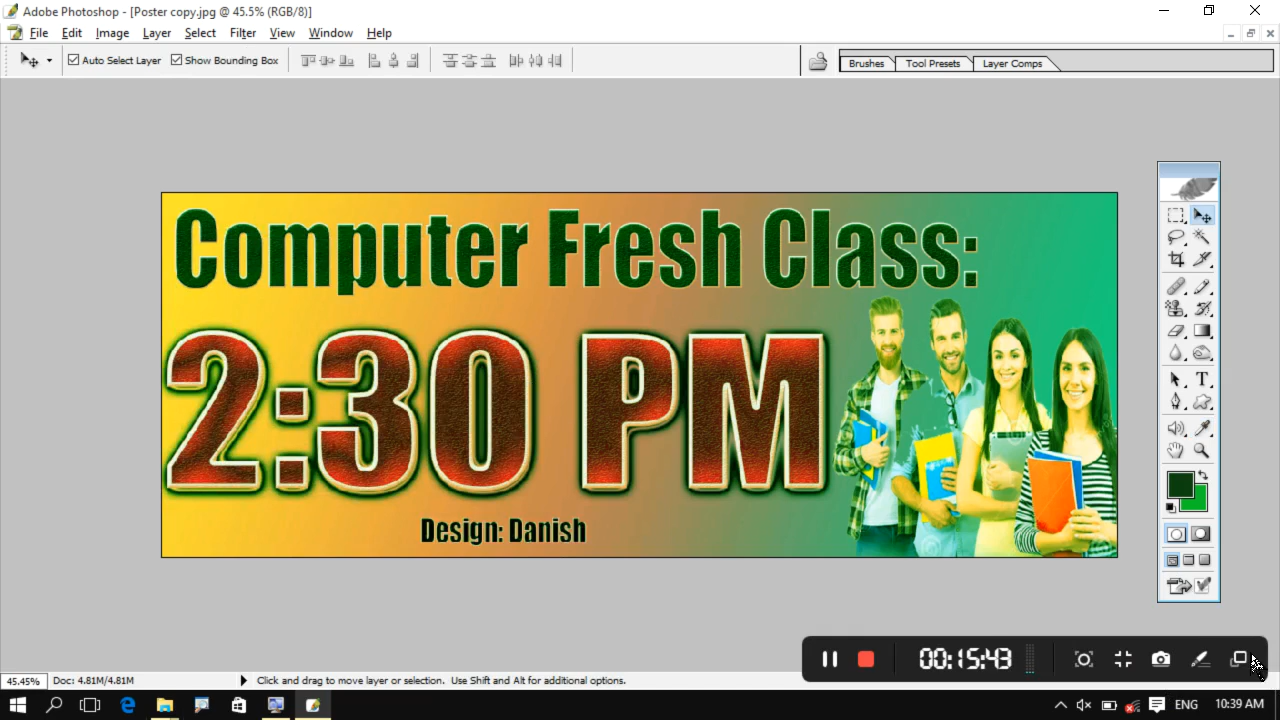 Adobe Photoshop - [Poster copy.jpg @ 45.5% (RGB/8)]
File Edit Image Layer Select Filter View Window Help
Auto Select Layer Show Bounding Box Brushes Tool Presets Layer Comps
Computer Fresh Class:
2:30 PM
Design: Danish
00:15:43
45.45% Doc: 4.81M/4.81M Click and drag to move layer or selection. Use Shift and Alt for additional options.
ENG 10:39 AM